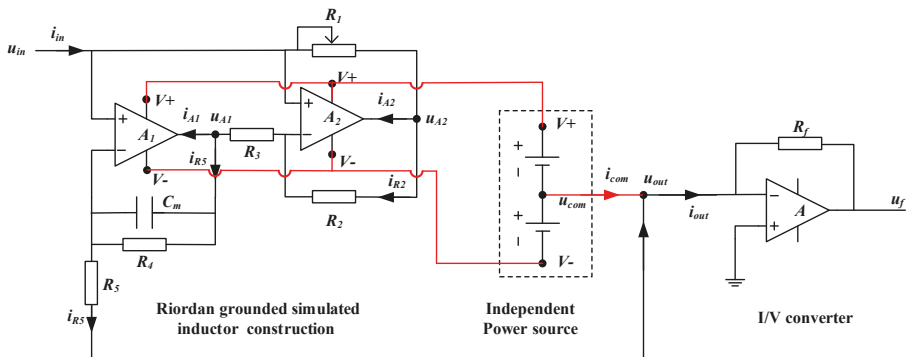 R1
iin
uin
V+
V+
iA2
iA1
uA1
A1
A2
uA2
R3
iR5
V-
V-
iR2
Cm
R2
R4
R5
iR5
Riordan grounded simulated
inductor construction
V+
+
−
ucom
+
−
V-
Independent
Power source
icom
uout
iout
Rf
−
A
+
uf
I/V converter
+
−
+
−